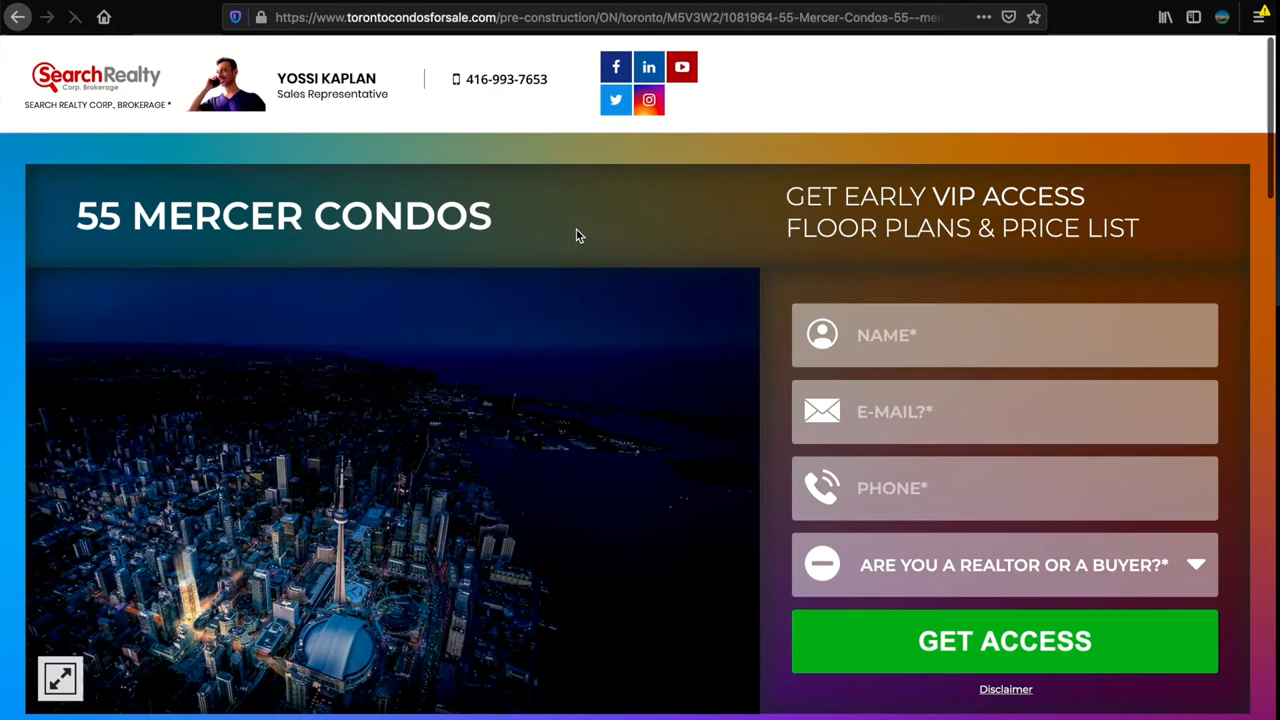 https://www.torontocondosforsale.com/pre-construction/ON/toronto/M5V3W2/1081964-55-Mercer-Condos-55--mer
SearchRealty
Corp. Brokerage
SEARCH REALTY CORP., BROKERAGE *
YOSSI KAPLAN
Sales Representative
416-993-7653
55 MERCER CONDOS
GET EARLY VIP ACCESS
FLOOR PLANS & PRICE LIST
NAME*
E-MAIL?*
PHONE*
ARE YOU A REALTOR OR A BUYER?*
GET ACCESS
Disclaimer